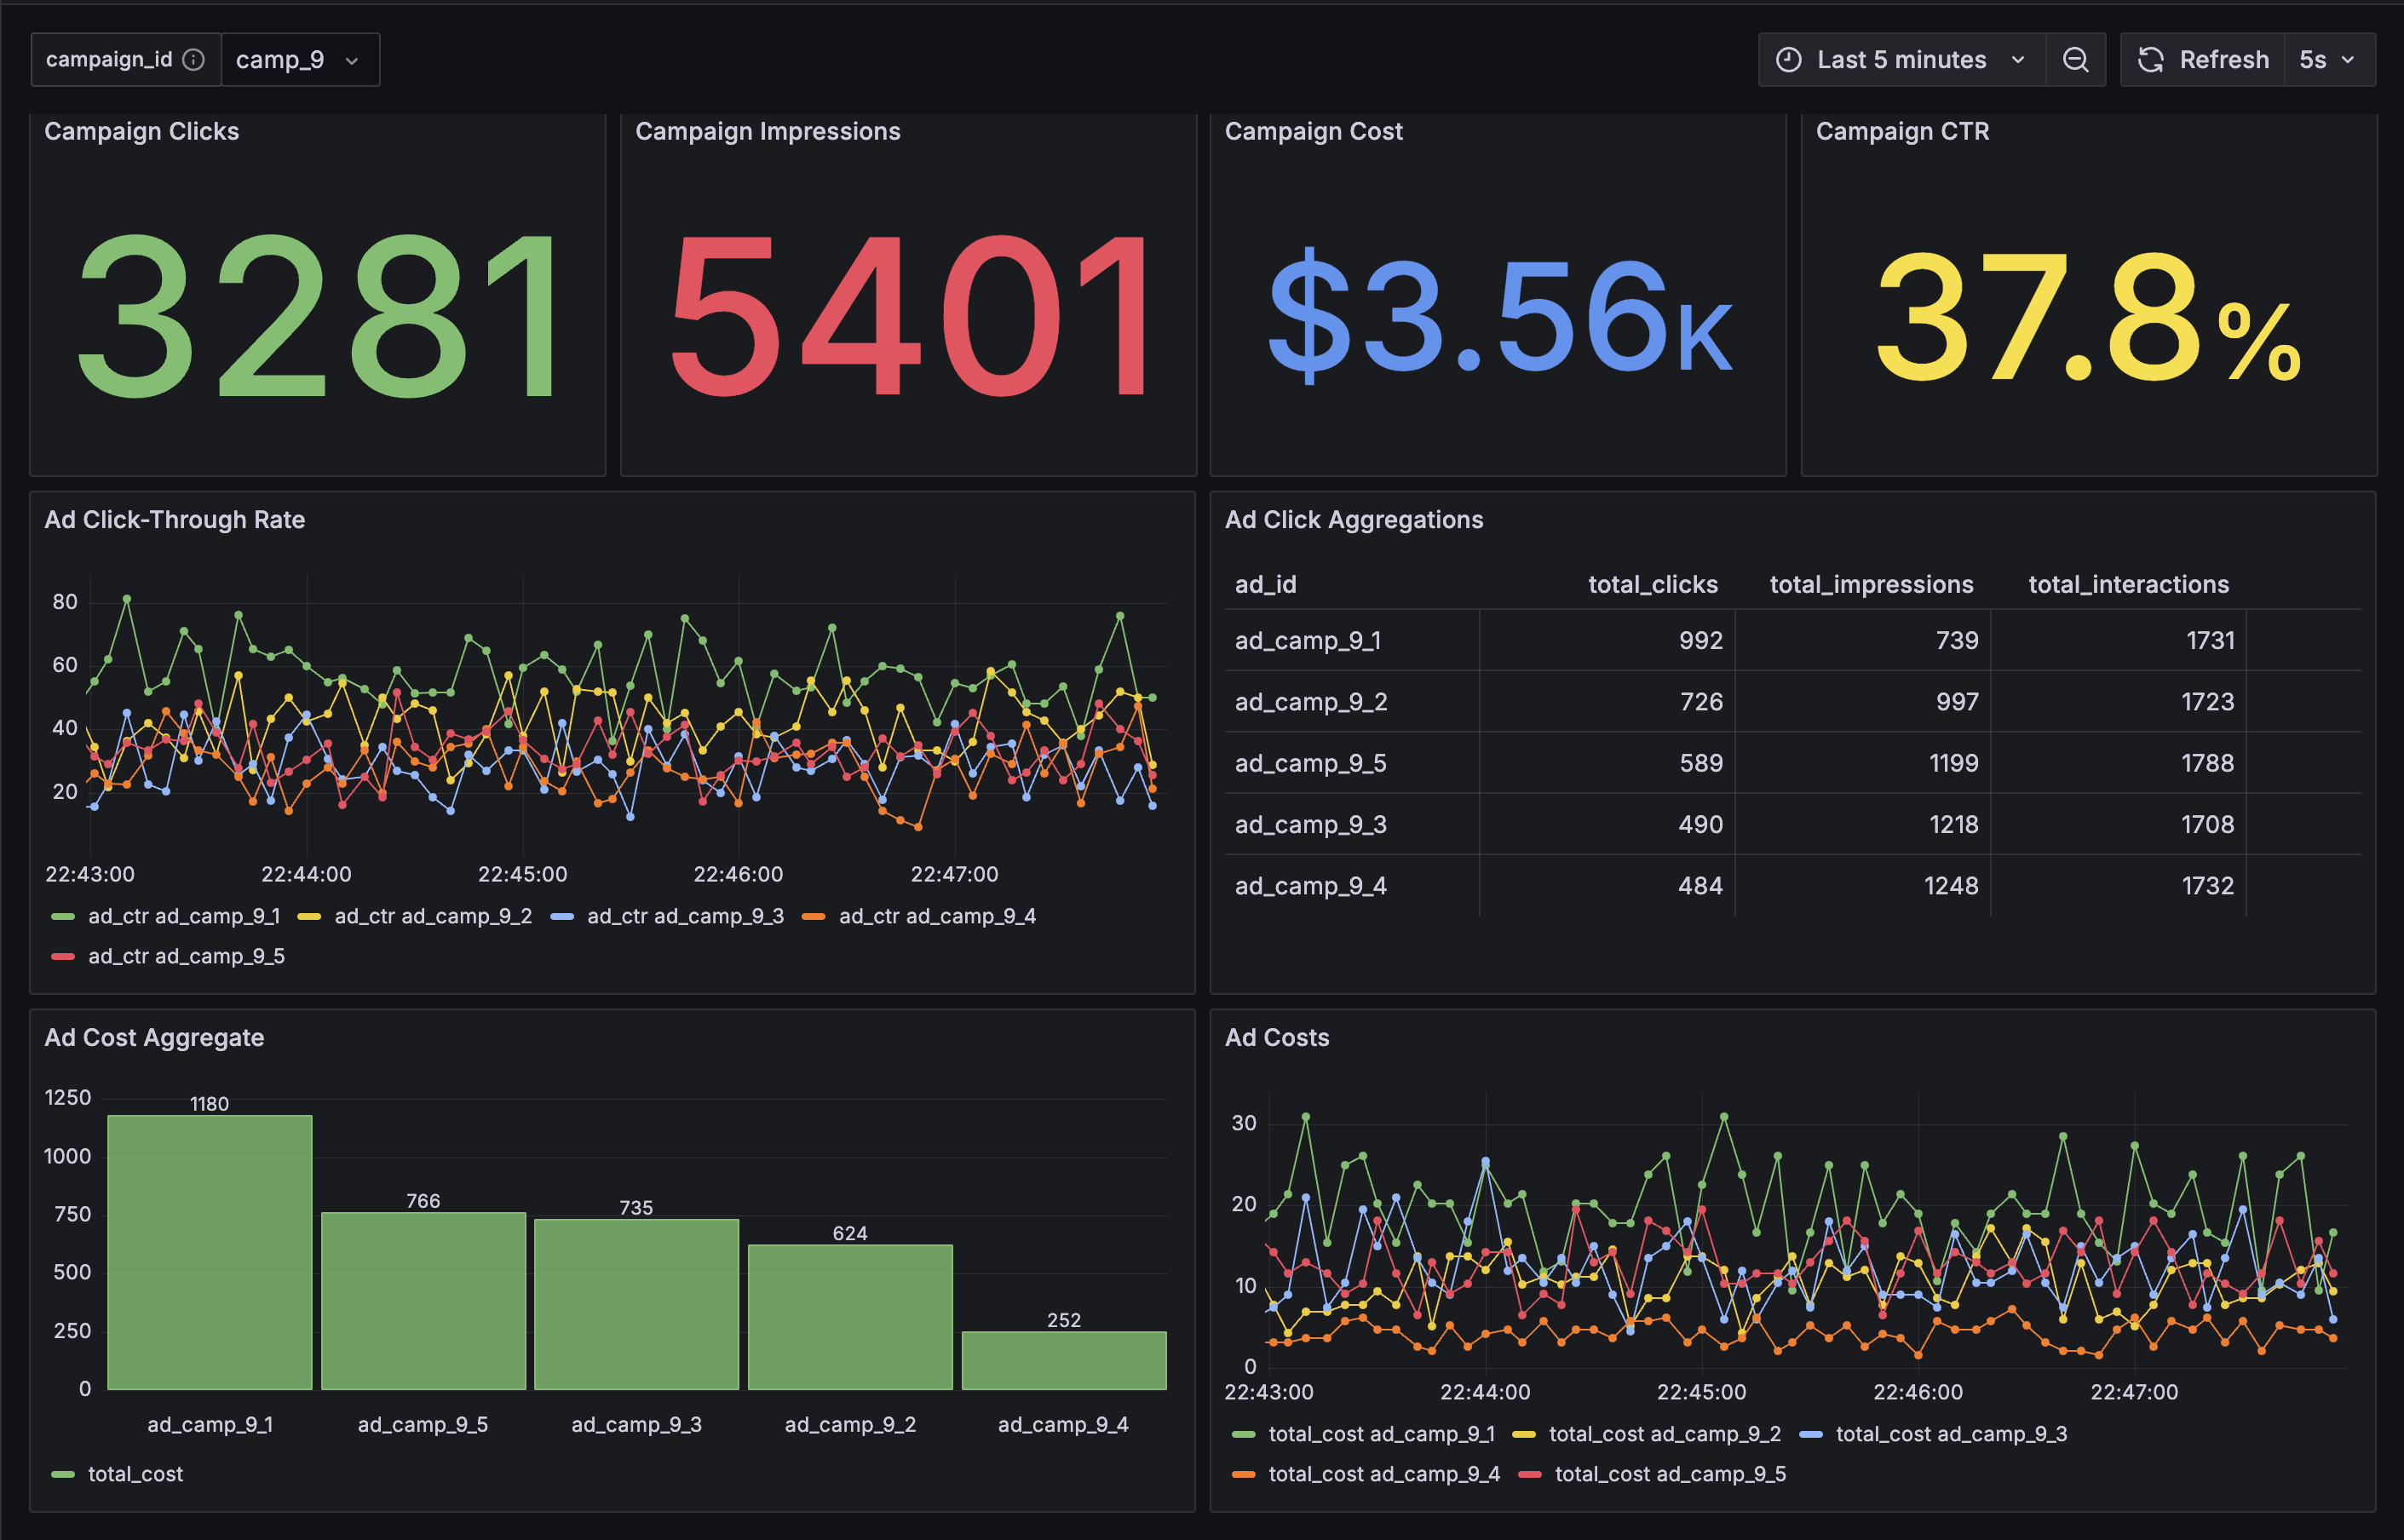 campaign_id camp_9 Last 5 minutes Refresh 5s
Campaign Clicks Campaign Impressions Campaign Cost Campaign CTR
3281 5401 $3.56K 37.8%
Ad Click-Through Rate
80
60
40
20
22:43:00 22:44:00 22:45:00 22:46:00 22:47:00
ad_ctr ad_camp_9_1 ad_ctr ad_camp_9_2 ad_ctr ad_camp_9_3 ad_ctr ad_camp_9_4
ad_ctr ad_camp_9_5
Ad Click Aggregations
ad_id total_clicks total_impressions total_interactions
ad_camp_9_1 992 739 1731
ad_camp_9_2 726 997 1723
ad_camp_9_5 589 1199 1788
ad_camp_9_3 490 1218 1708
ad_camp_9_4 484 1248 1732
Ad Cost Aggregate
1250
1000
750
500
250
0
1180 766 735 624 252
ad_camp_9_1 ad_camp_9_5 ad_camp_9_3 ad_camp_9_2 ad_camp_9_4
total_cost
Ad Costs
30
20
10
0
22:43:00 22:44:00 22:45:00 22:46:00 22:47:00
total_cost ad_camp_9_1 total_cost ad_camp_9_2 total_cost ad_camp_9_3
total_cost ad_camp_9_4 total_cost ad_camp_9_5